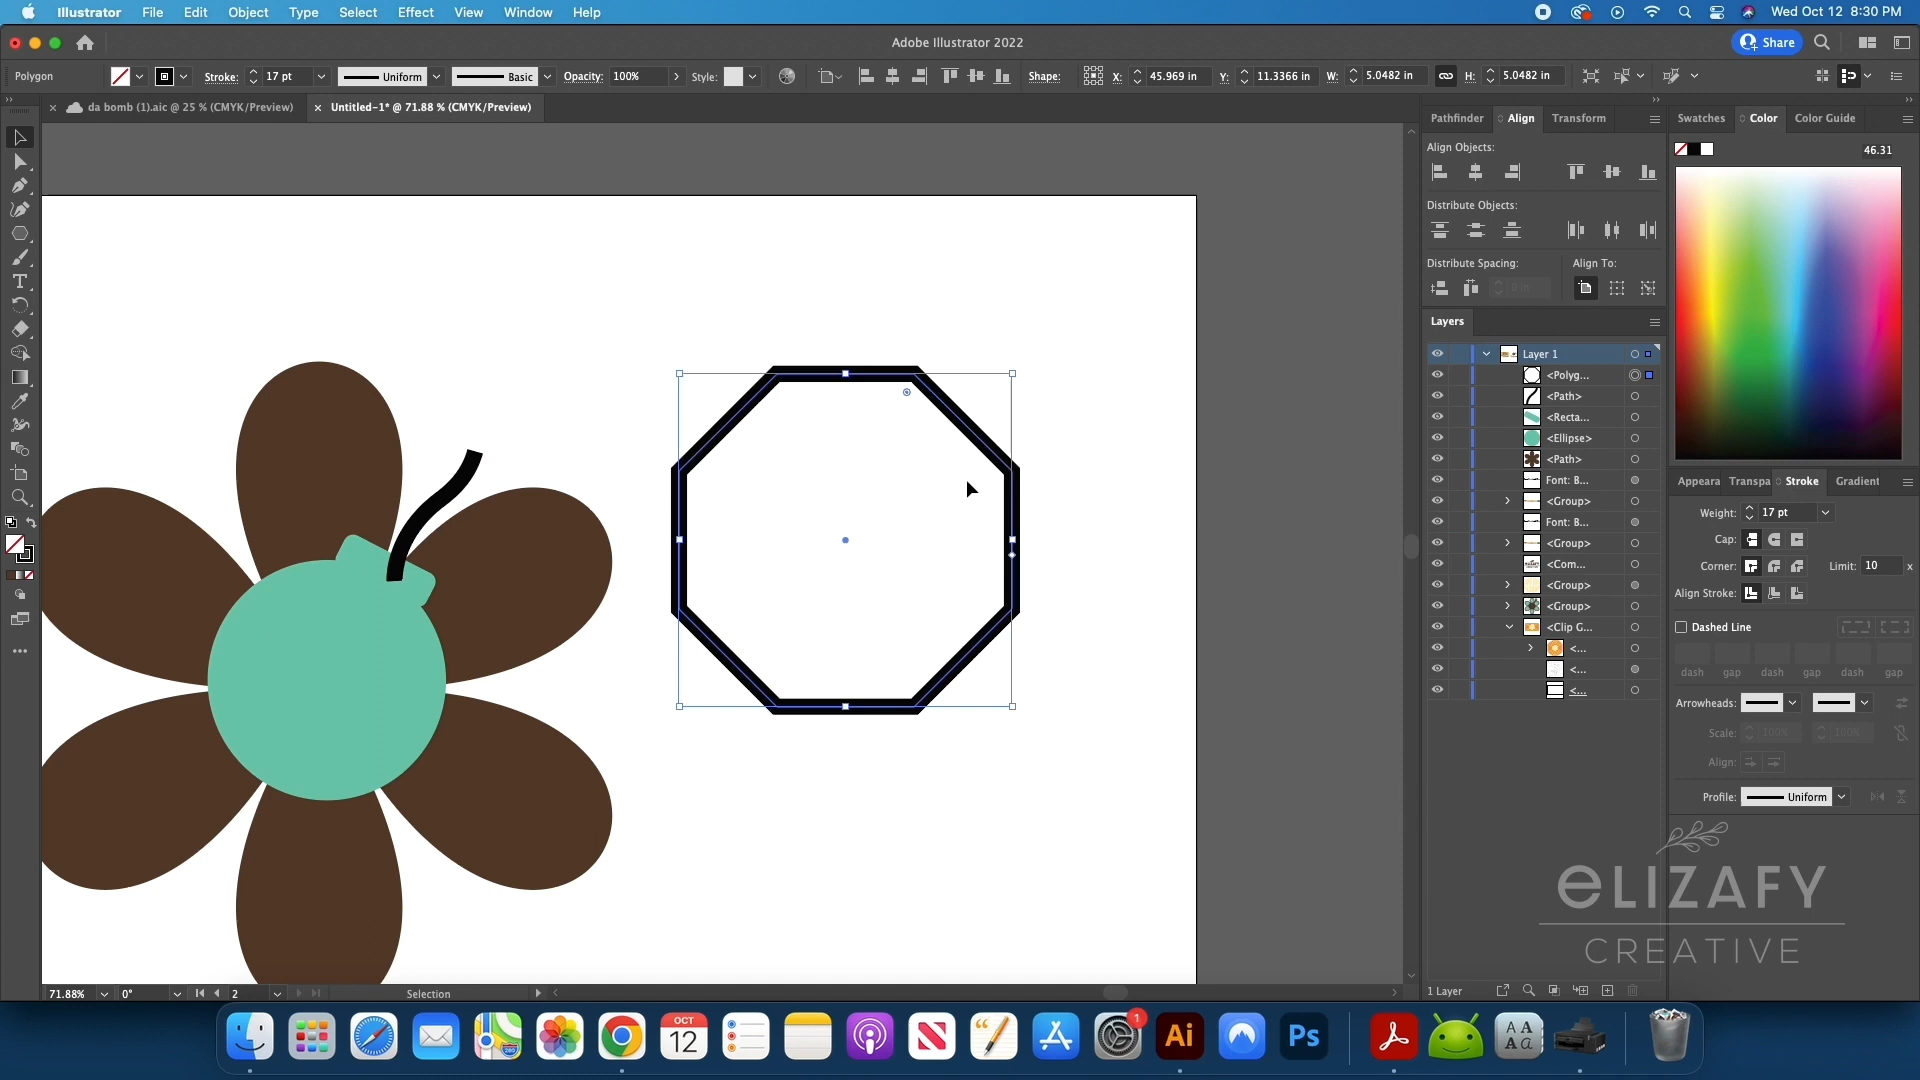 Illustrator File Edit Object Type Select Effect View Window Help
Wed Oct 12 8:30 PM
Adobe Illustrator 2022
Share
Polygon
Stroke: 17 pt
Uniform
Basic
Opacity: 100%
Style:
Shape:
X: 45.969 in
Y: 11.3366 in
W: 5.0482 in
H: 5.0482 in
da bomb (1).aic @ 25 % (CMYK/Preview)
Untitled-1* @ 71.88 % (CMYK/Preview)
Pathfinder Align Transform
Align Objects:
Distribute Objects:
Distribute Spacing:
Align To:
0 in
Layers
Layer 1
<Polyg...
<Path>
<Recta...
<Ellipse>
<Path>
Font: B...
<Group>
Font: B...
<Group>
<Com...
<Group>
<Group>
<Clip G...
<...
<...
<...
1 Layer
Swatches Color Color Guide
46.31
Appeara Transpa Stroke Gradient
Weight: 17 pt
Cap:
Corner:
Limit: 10 x
Align Stroke:
Dashed Line
dash gap dash gap dash gap
Arrowheads:
Scale: 100% 100%
Align:
Profile: Uniform
eLIZAFY
CREATIVE
71.88% 0° 2 Selection
OCT
12
1
280
Ai
Ps
A A
A a